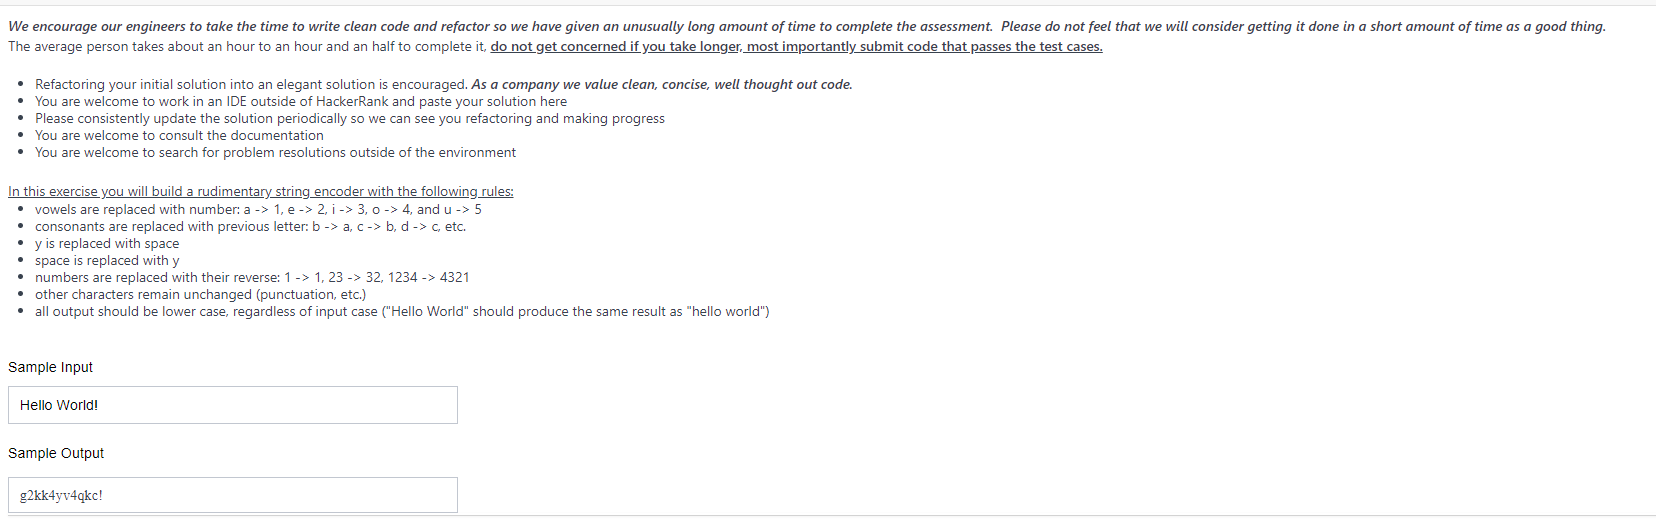 We encourage our engineers to take the time to write clean code and refactor so we have given an unusually long amount of time to complete the assessment.  Please do not feel that we will consider getting it done in a short amount of time as a good thing.
The average person takes about an hour to an hour and an half to complete it, do not get concerned if you take longer, most importantly submit code that passes the test cases.
• Refactoring your initial solution into an elegant solution is encouraged. As a company we value clean, concise, well thought out code.
• You are welcome to work in an IDE outside of HackerRank and paste your solution here
• Please consistently update the solution periodically so we can see you refactoring and making progress
• You are welcome to consult the documentation
• You are welcome to search for problem resolutions outside of the environment
In this exercise you will build a rudimentary string encoder with the following rules:
• vowels are replaced with number: a -> 1, e -> 2, i -> 3, o -> 4, and u -> 5
• consonants are replaced with previous letter: b -> a, c -> b, d -> c, etc.
• y is replaced with space
• space is replaced with y
• numbers are replaced with their reverse: 1 -> 1, 23 -> 32, 1234 -> 4321
• other characters remain unchanged (punctuation, etc.)
• all output should be lower case, regardless of input case ("Hello World" should produce the same result as "hello world")
Sample Input
Hello World!
Sample Output
g2kk4yv4qkc!